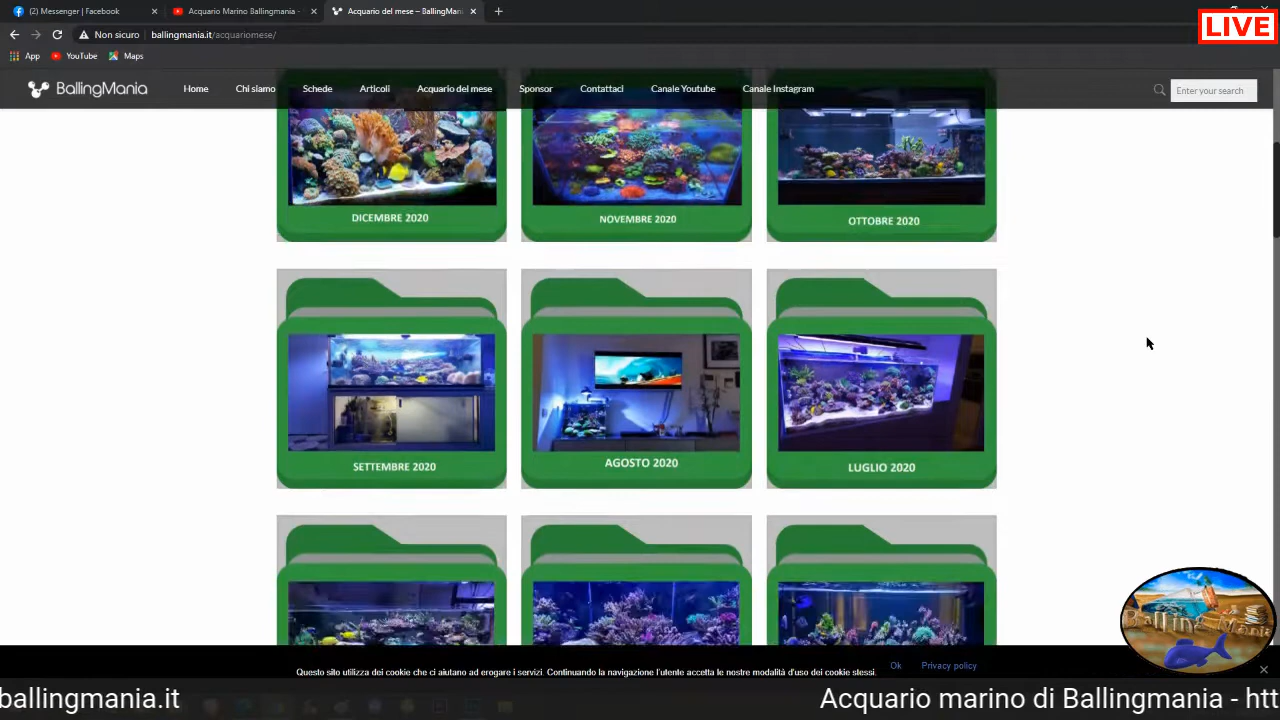 (2) Messenger | Facebook
Acquario Marino Ballingmania -
Acquario del mese – BallingMan
LIVE
Non sicuro
ballingmania.it/acquariomese/
App
YouTube
Maps
BallingMania
Home
Chi siamo
Schede
Articoli
Acquario del mese
Sponsor
Contattaci
Canale Youtube
Canale Instagram
Enter your search
DICEMBRE 2020
NOVEMBRE 2020
OTTOBRE 2020
SETTEMBRE 2020
AGOSTO 2020
LUGLIO 2020
Balling Mania
Questo sito utilizza dei cookie che ci aiutano ad erogare i servizi. Continuando la navigazione l'utente accetta le nostre modalità d'uso dei cookie stessi.
Ok
Privacy policy
ballingmania.it
Acquario marino di Ballingmania - htt